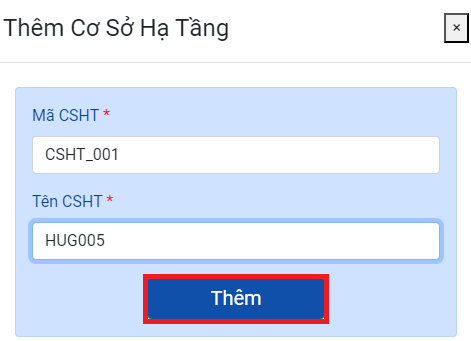 Thêm Cơ Sở Hạ Tầng
×
Mã CSHT *
CSHT_001
Tên CSHT *
HUG005
Thêm